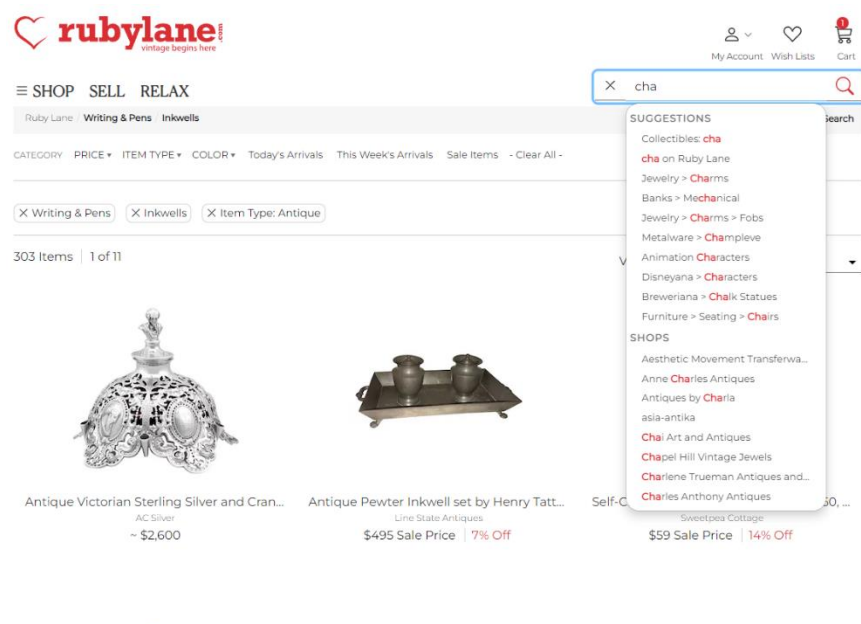 rubylane.com
vintage begins here
1
My Account Wish Lists Cart
SHOP SELL RELAX
cha
Ruby Lane / Writing & Pens / Inkwells
Search
CATEGORY PRICE ITEM TYPE COLOR Today's Arrivals This Week's Arrivals Sale Items - Clear All -
Writing & Pens Inkwells Item Type: Antique
303 Items 1 of 11
SUGGESTIONS
Collectibles: cha
cha on Ruby Lane
Jewelry > Charms
Banks > Mechanical
Jewelry > Charms > Fobs
Metalware > Champleve
Animation Characters
Disneyana > Characters
Breweriana > Chalk Statues
Furniture > Seating > Chairs
SHOPS
Aesthetic Movement Transferwa...
Anne Charles Antiques
Antiques by Charla
asia-antika
Chai Art and Antiques
Chapel Hill Vintage Jewels
Charlene Trueman Antiques and...
Charles Anthony Antiques
Antique Victorian Sterling Silver and Cran...
AC Silver
~ $2,600
Antique Pewter Inkwell set by Henry Tatt...
Line State Antiques
$495 Sale Price 7% Off
Sweetpea Cottage
$59 Sale Price 14% Off